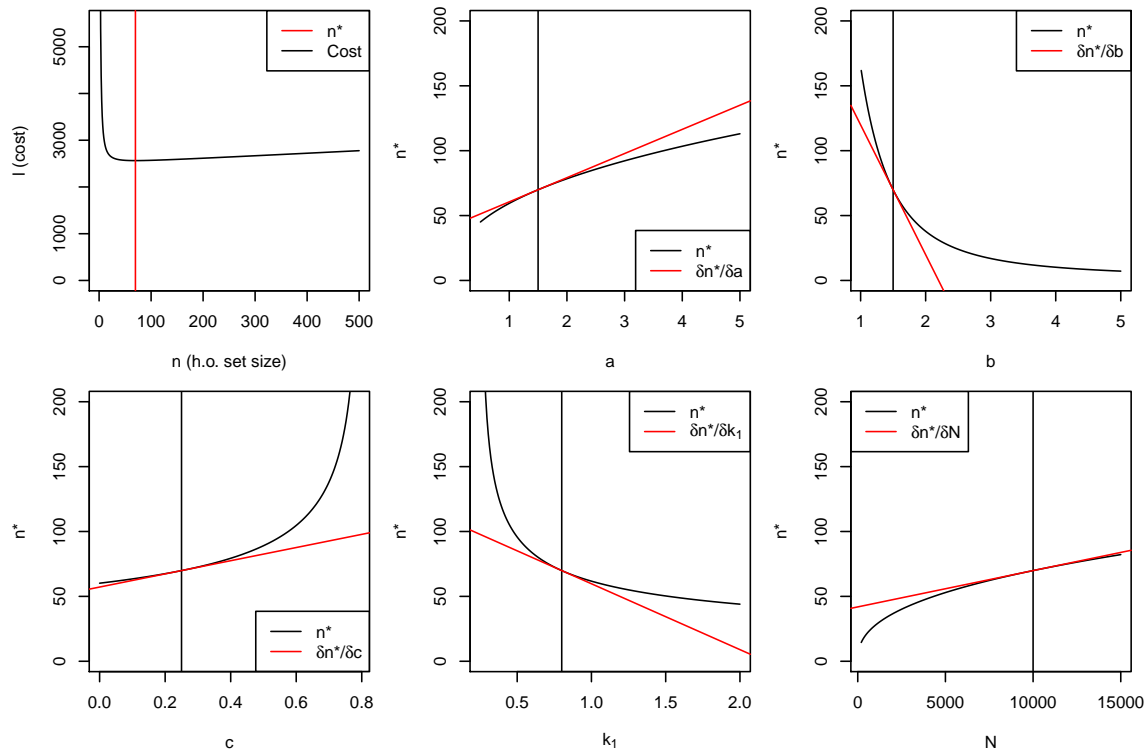 l (cost)
0
1000
3000
5000
n*
Cost
0
100
200
300
400
500
n (h.o. set size)
n*
0
50
100
150
200
n*
δn*/δa
1
2
3
4
5
a
n*
0
50
100
150
200
n*
δn*/δb
1
2
3
4
5
b
n*
0
50
100
150
200
n*
δn*/δc
0.0
0.2
0.4
0.6
0.8
c
n*
0
50
100
150
200
n*
δn*/δk₁
0.5
1.0
1.5
2.0
k₁
n*
0
50
100
150
200
n*
δn*/δN
0
5000
10000
15000
N